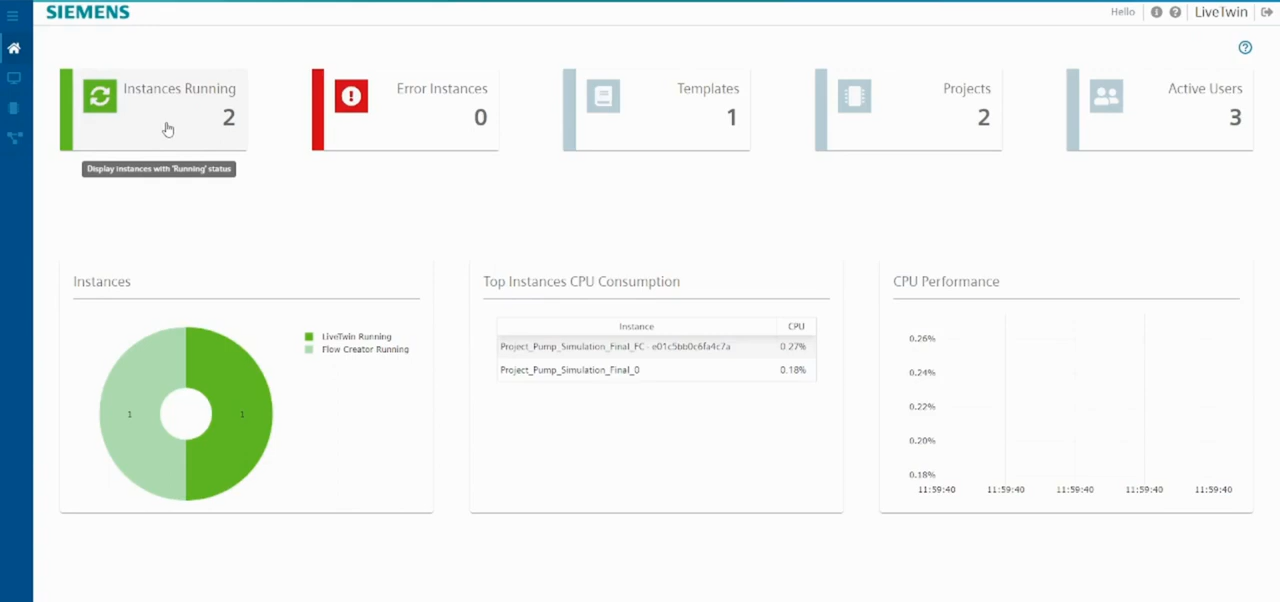 SIEMENS
Hello
LiveTwin
Instances Running
2
Error Instances
0
Templates
1
Projects
2
Active Users
3
Display instances with 'Running' status
Instances
LiveTwin Running
Flow Creator Running
1
1
Top Instances CPU Consumption
Instance CPU
Project_Pump_Simulation_Final_FC - e01c5bb0c6fa4c7a 0.27%
Project_Pump_Simulation_Final_0 0.18%
CPU Performance
0.26%
0.24%
0.22%
0.20%
0.18%
11:59:40 11:59:40 11:59:40 11:59:40 11:59:40